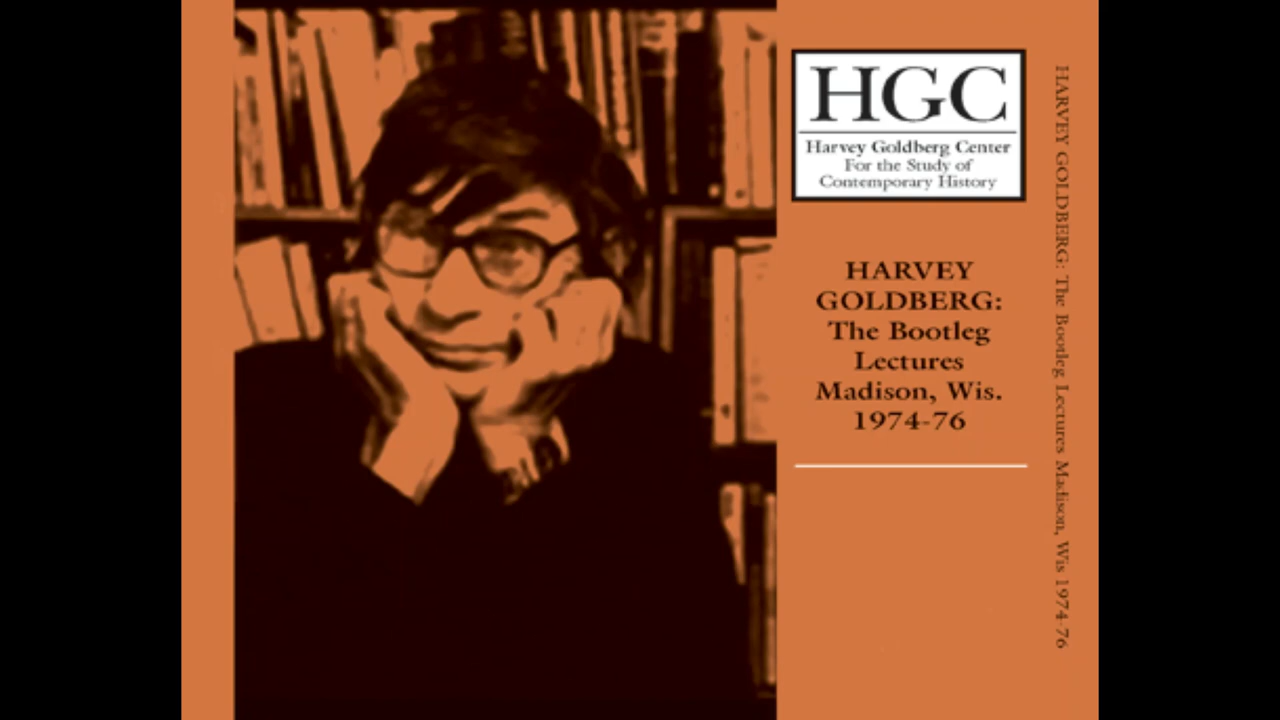 HGC
Harvey Goldberg Center
For the Study of
Contemporary History
HARVEY
GOLDBERG:
The Bootleg
Lectures
Madison, Wis.
1974-76
HARVEY GOLDBERG: The Bootleg Lectures Madison, Wis 1974-76